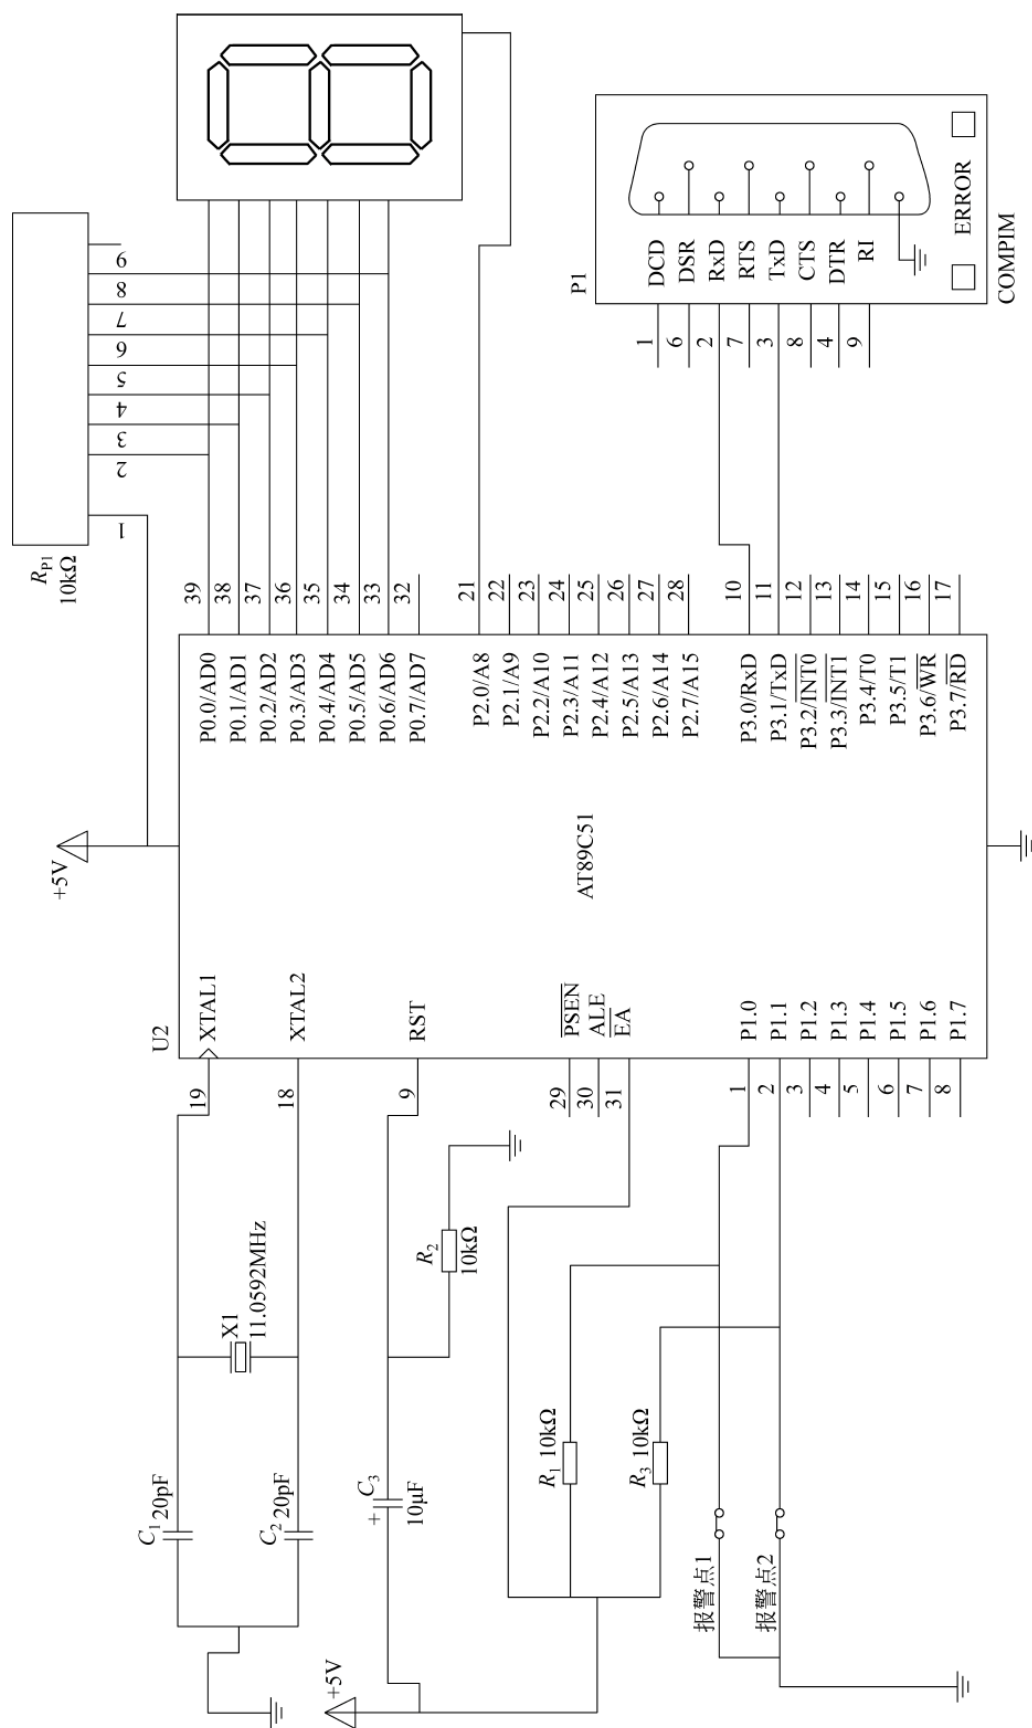 C1 20pF
C2 20pF
X1
11.0592MHz
+5V
+
C3
10μF
R2
10kΩ
R1 10kΩ
R3 10kΩ
报警点1
报警点2
U2
19
XTAL1
18
XTAL2
9
RST
29
PSEN
30
ALE
31
EA
1
P1.0
2
P1.1
3
P1.2
4
P1.3
5
P1.4
6
P1.5
7
P1.6
8
P1.7
AT89C51
+5V
P0.0/AD0
39
P0.1/AD1
38
P0.2/AD2
37
P0.3/AD3
36
P0.4/AD4
35
P0.5/AD5
34
P0.6/AD6
33
P0.7/AD7
32
P2.0/A8
21
P2.1/A9
22
P2.2/A10
23
P2.3/A11
24
P2.4/A12
25
P2.5/A13
26
P2.6/A14
27
P2.7/A15
28
P3.0/RxD
10
P3.1/TxD
11
P3.2/INT0
12
P3.3/INT1
13
P3.4/T0
14
P3.5/T1
15
P3.6/WR
16
P3.7/RD
17
RP1
10kΩ
1
2
3
4
5
6
7
8
9
P1
1
DCD
6
DSR
2
RxD
7
RTS
3
TxD
8
CTS
4
DTR
9
RI
ERROR
COMPIM